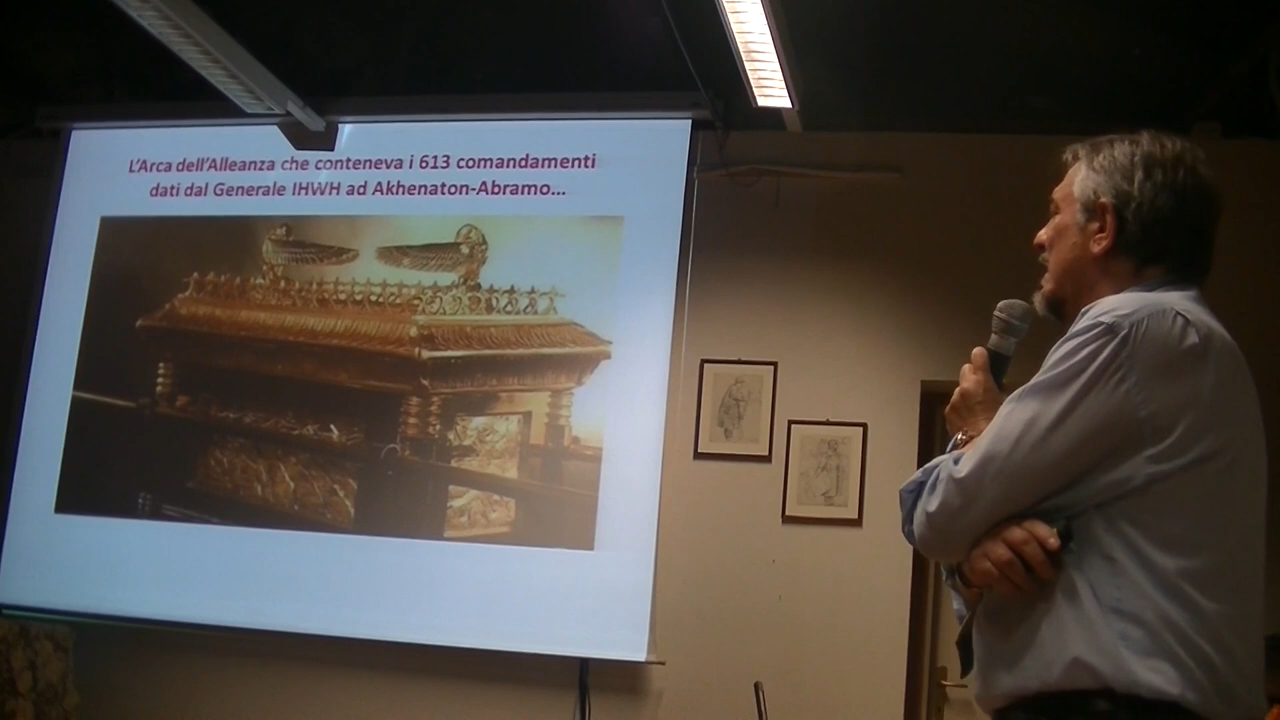 L'Arca dell'Alleanza che conteneva i 613 comandamenti
dati dal Generale IHWH ad Akhenaton-Abramo...